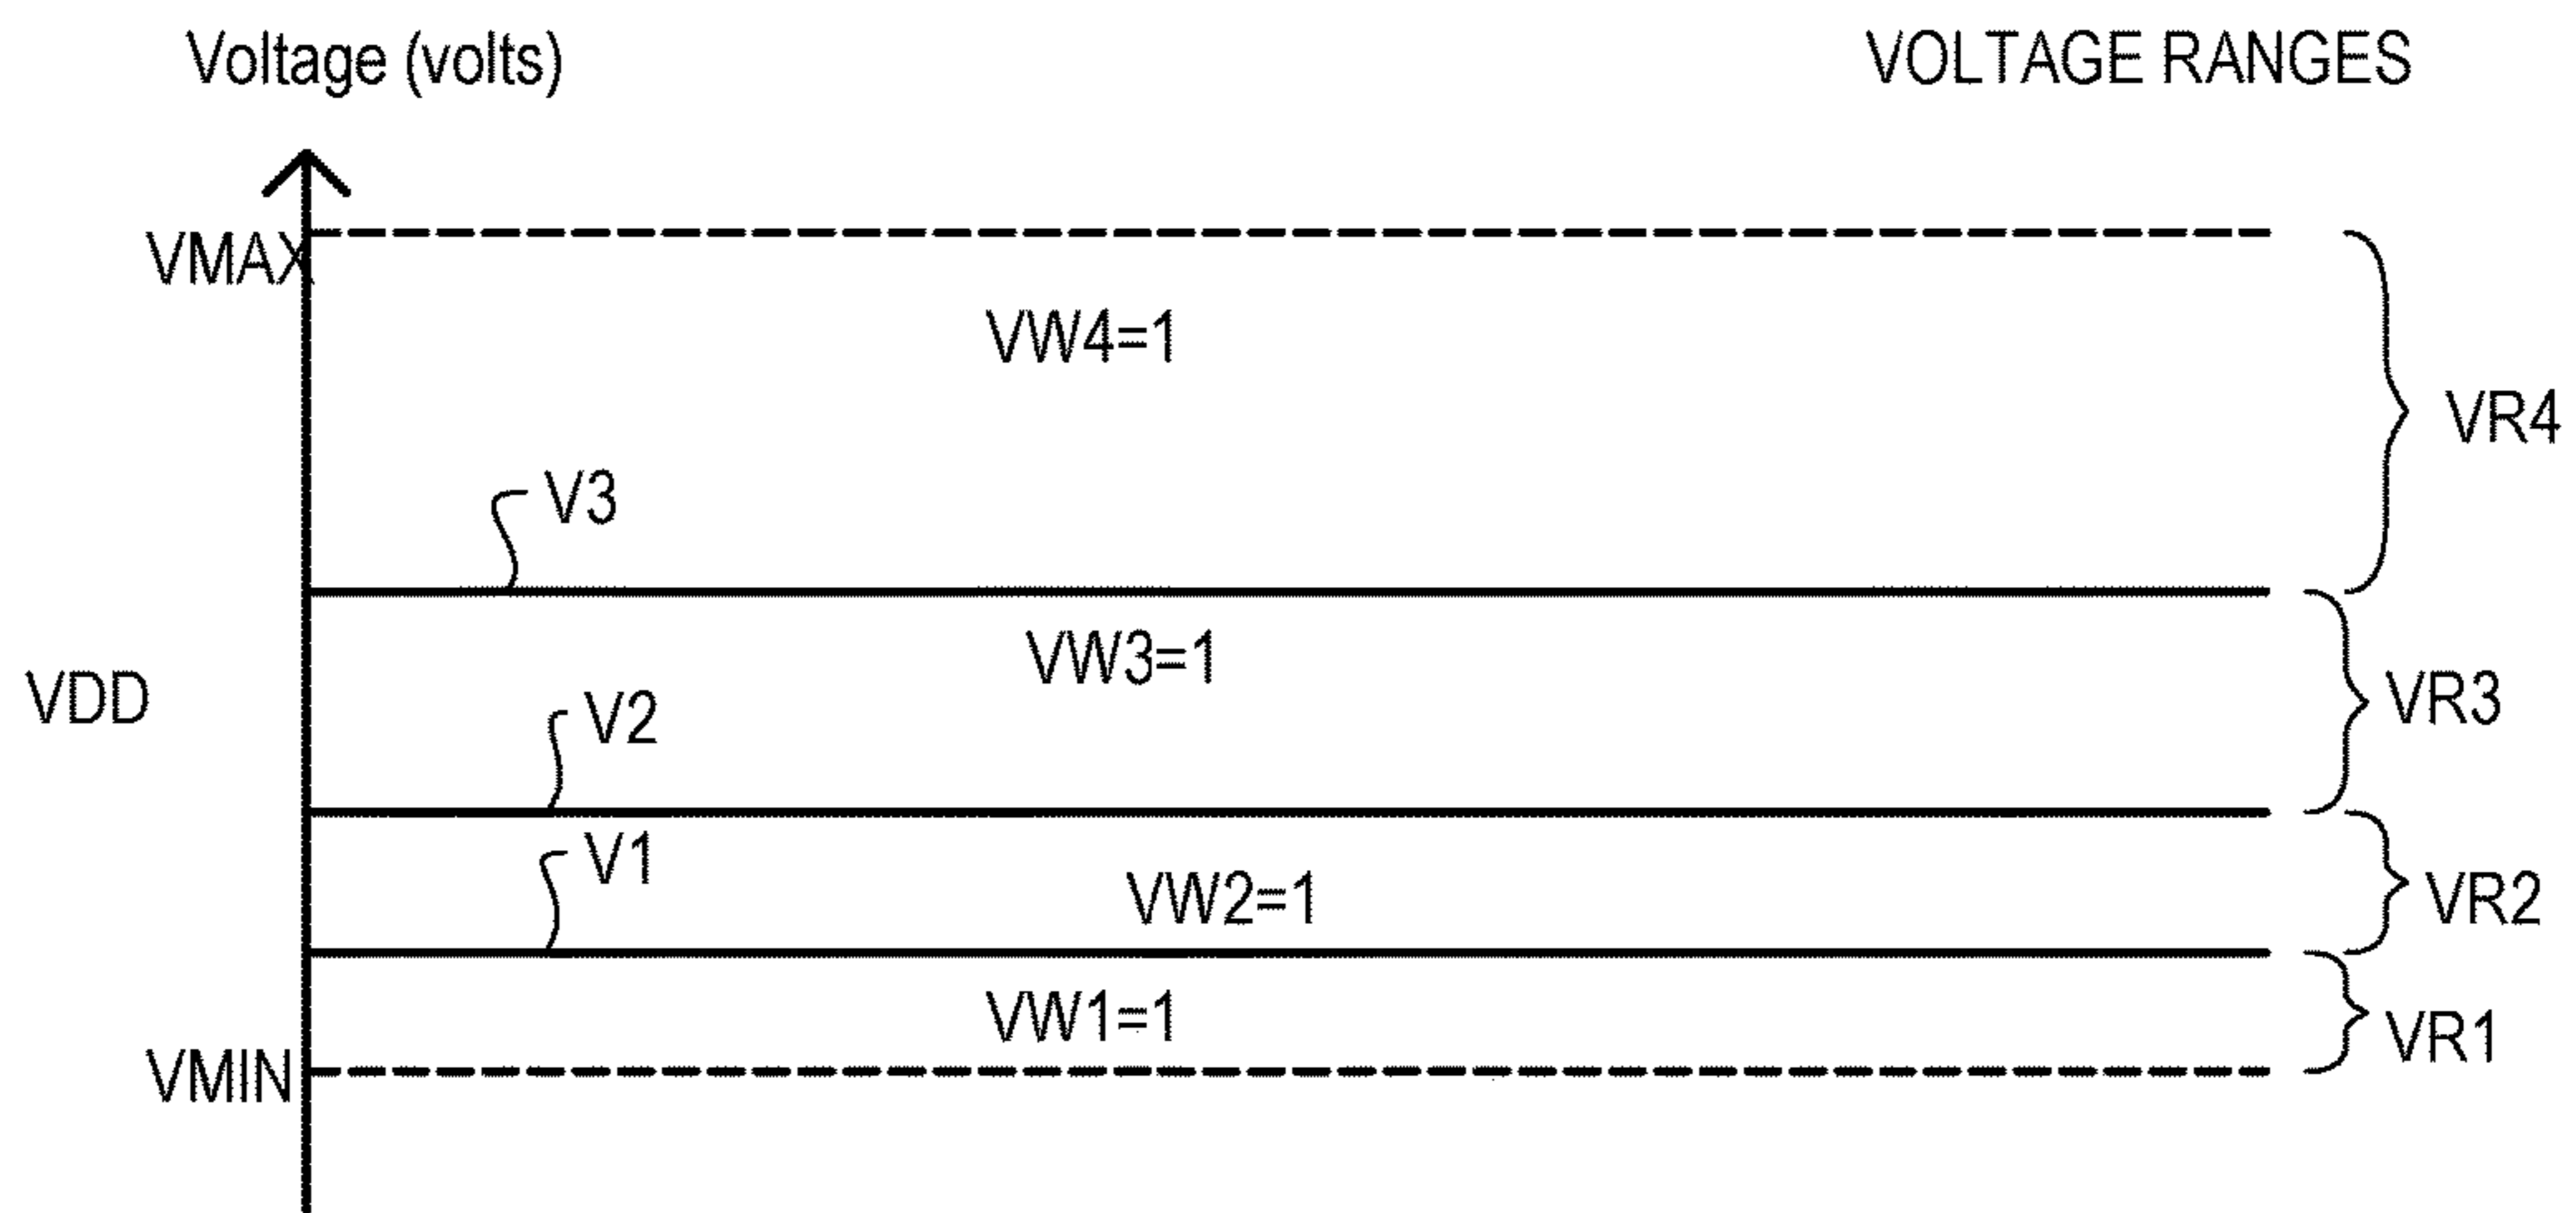 Voltage (volts)
VOLTAGE RANGES
VMAX
VW4=1
VR4
V3
VW3=1
VDD
V2
VR3
V1
VW2=1
VR2
VW1=1
VR1
VMIN